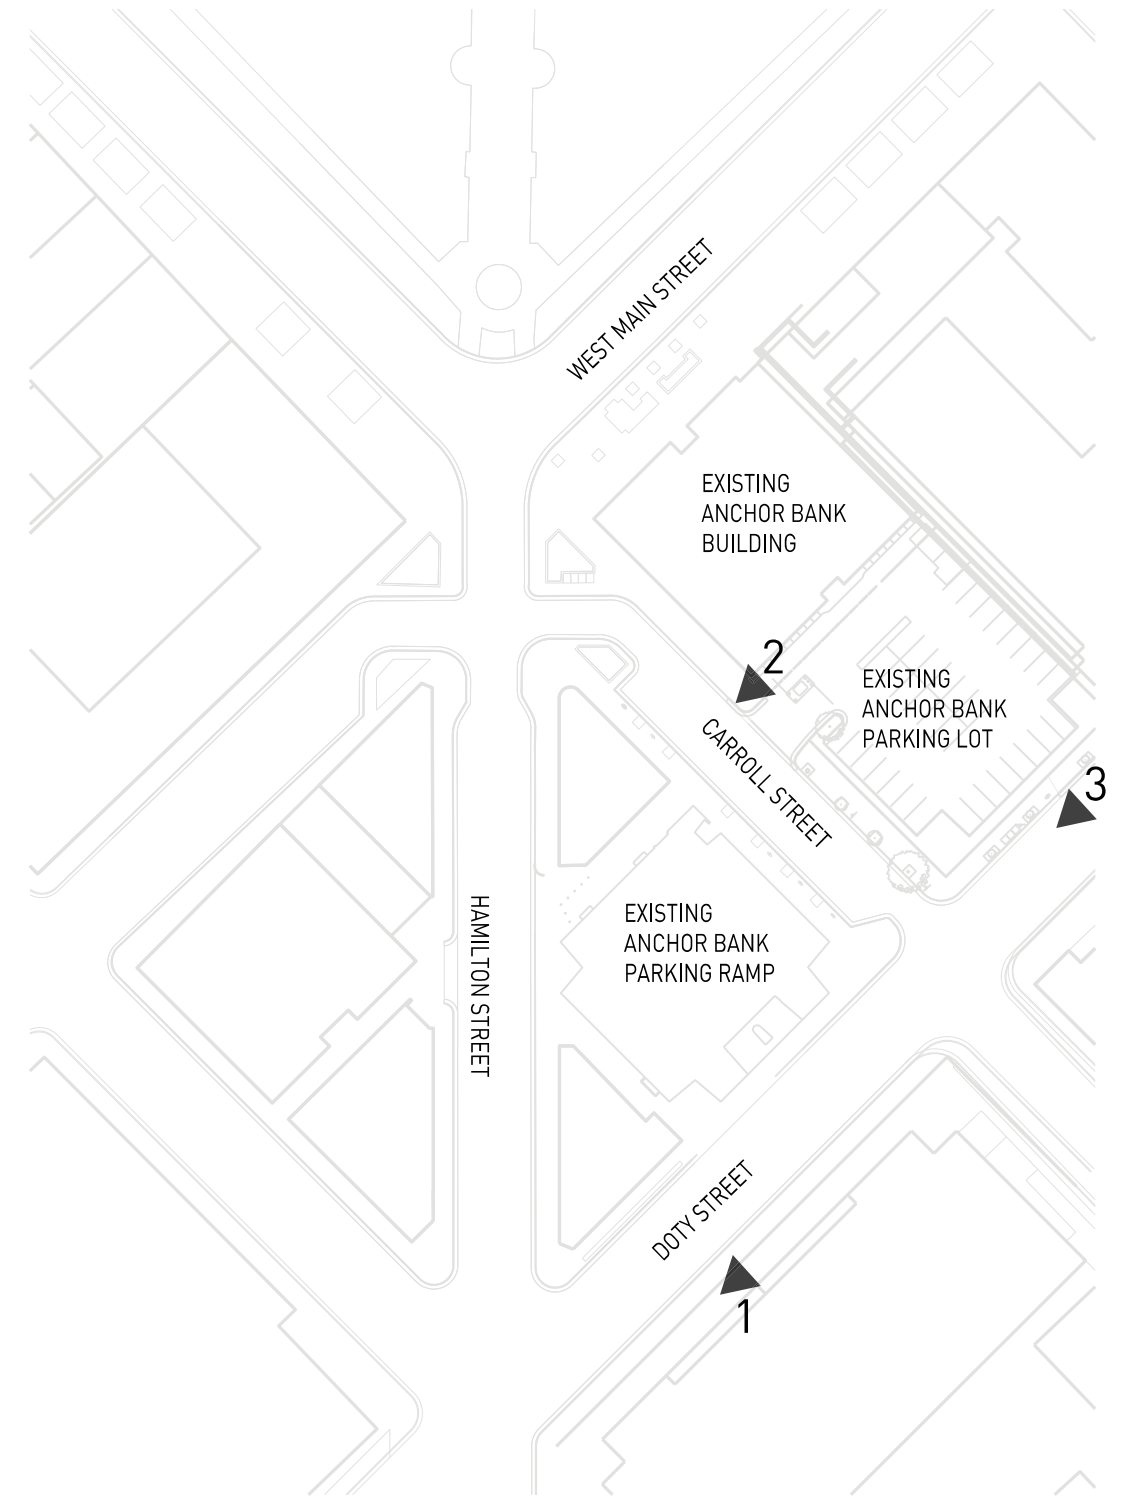 WEST MAIN STREET
EXISTING
ANCHOR BANK
BUILDING
2
EXISTING
ANCHOR BANK
PARKING LOT
CARROLL STREET
3
HAMILTON STREET
EXISTING
ANCHOR BANK
PARKING RAMP
DOTY STREET
1